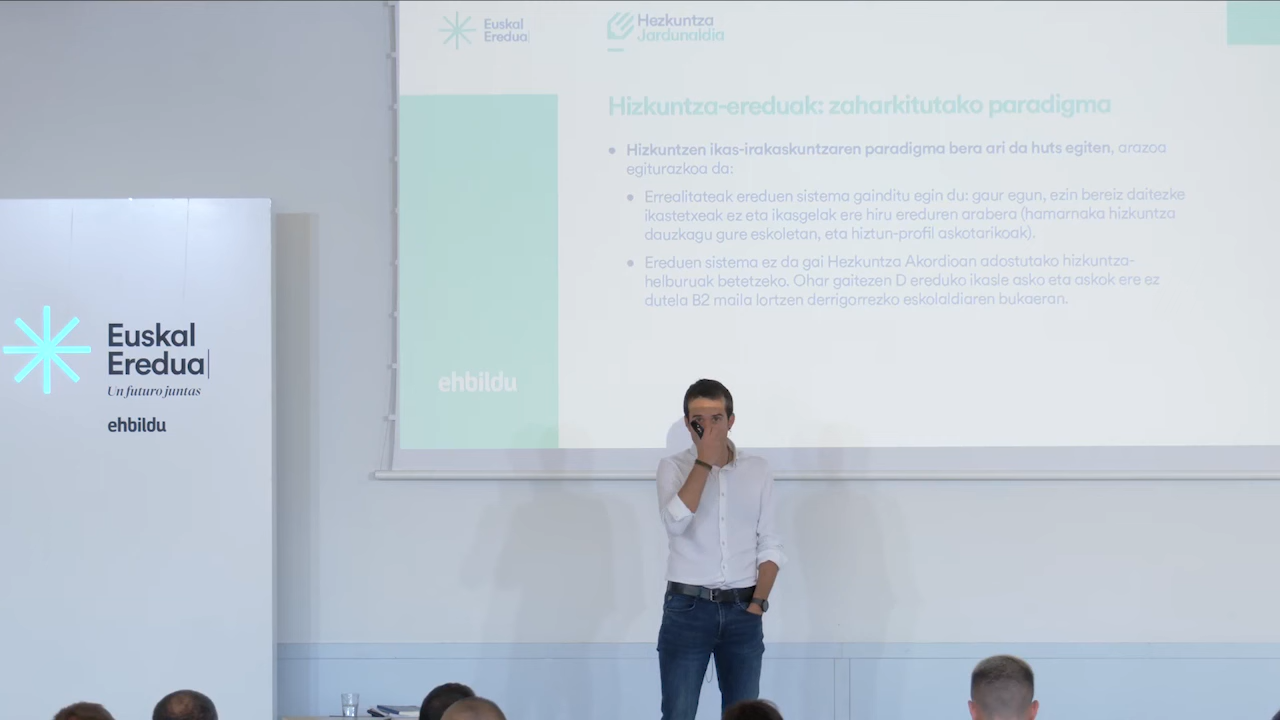 Euskal
Eredua
Hezkuntza
Jardunaldia
Hizkuntza-ereduak: zaharkitutako paradigma
• Hizkuntzen ikas-irakaskuntzaren paradigma bera ari da huts egiten, arazoa
egiturazkoa da:
• Errealitateak ereduen sistema gainditu egin du: gaur egun, ezin bereiz daitezke
ikastetxeak ez eta ikasgelak ere hiru ereduren arabera (hamarnaka hizkuntza
dauzkagu gure eskoletan, eta hiztun-profil askotarikoak).
• Ereduen sistema ez da gai Hezkuntza Akordioan adostutako hizkuntza-
helburuak betetzeko. Ohar gaitezen D ereduko ikasle asko eta askok ere ez
dutela B2 maila lortzen derrigorrezko eskolaldiaren bukaeran.
ehbildu
Euskal
Eredua
Un futuro juntas
ehbildu